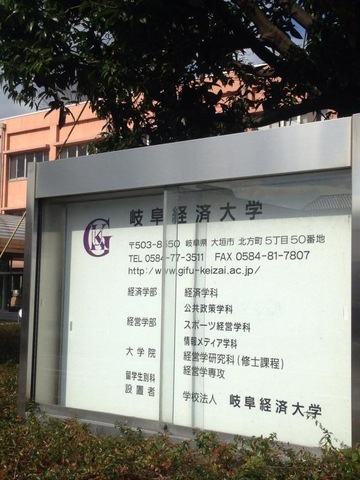 GK
岐阜経済大学
〒503-8550 岐阜県 大垣市 北方町5丁目50番地
TEL 0584-77-3511 FAX 0584-81-7807
http://www.gifu-keizai.ac.jp/
経済学部 経済学科
公共政策学科
経営学部 スポーツ経営学科
情報メディア学科
大学院 経営学研究科(修士課程)
経営学専攻
留学生別科
設置者 学校法人 岐阜経済大学